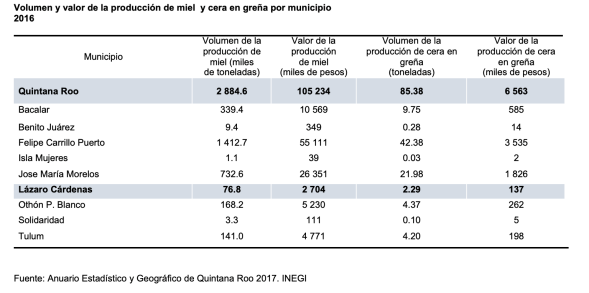 Volumen y valor de la producción de miel y cera en greña por municipio
2016
Municipio
Volumen de la producción de miel (miles de toneladas)
Valor de la producción de miel (miles de pesos)
Volumen de la producción de cera en greña (toneladas)
Valor de la producción de cera en greña (miles de pesos)
Quintana Roo 2 884.6 105 234 85.38 6 563
Bacalar 339.4 10 569 9.75 585
Benito Juárez 9.4 349 0.28 14
Felipe Carrillo Puerto 1 412.7 55 111 42.38 3 535
Isla Mujeres 1.1 39 0.03 2
Jose María Morelos 732.6 26 351 21.98 1 826
Lázaro Cárdenas 76.8 2 704 2.29 137
Othón P. Blanco 168.2 5 230 4.37 262
Solidaridad 3.3 111 0.10 5
Tulum 141.0 4 771 4.20 198
Fuente: Anuario Estadístico y Geográfico de Quintana Roo 2017. INEGI